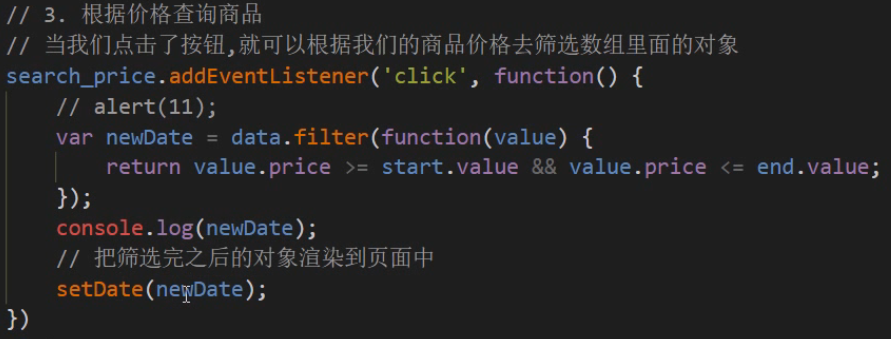 // 3. 根据价格查询商品
// 当我们点击了按钮,就可以根据我们的商品价格去筛选数组里面的对象
search_price.addEventListener('click', function() {
    // alert(11);
    var newDate = data.filter(function(value) {
        return value.price >= start.value && value.price <= end.value;
    });
    console.log(newDate);
    // 把筛选完之后的对象渲染到页面中
    setDate(newDate);
})